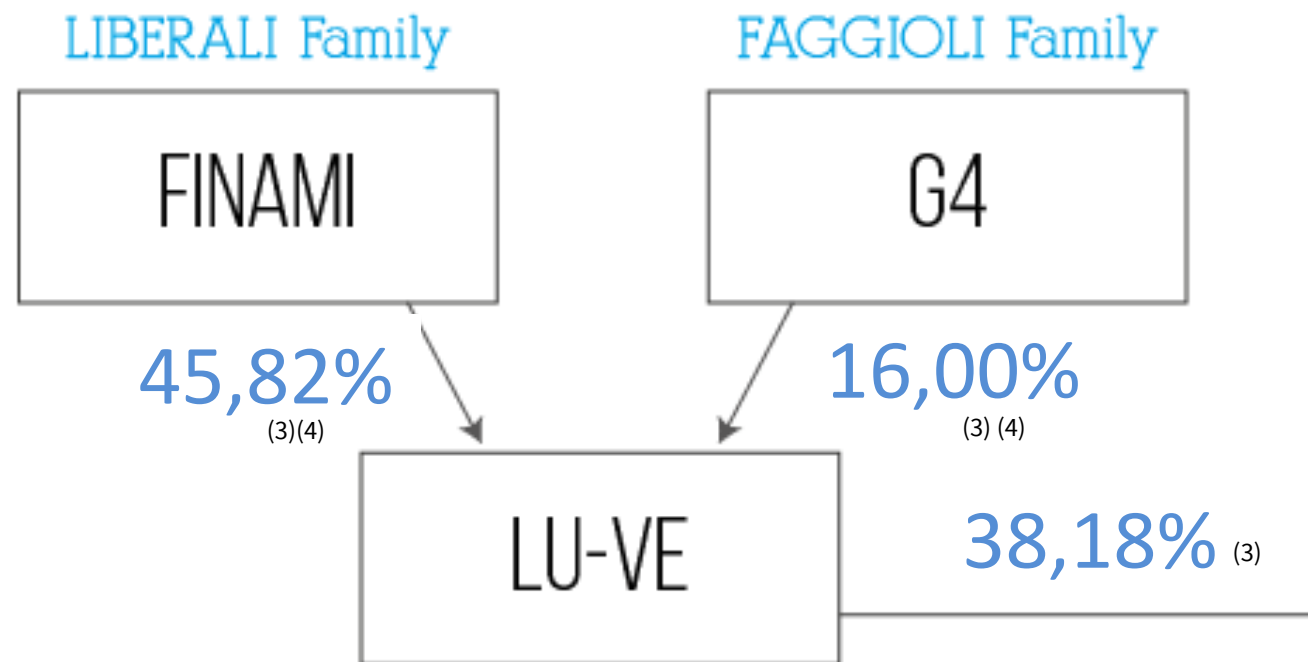 LIBERALI Family
FAGGIOLI Family
FINAMI
G4
45,82%
(3)(4)
16,00%
(3) (4)
LU-VE
38,18% (3)